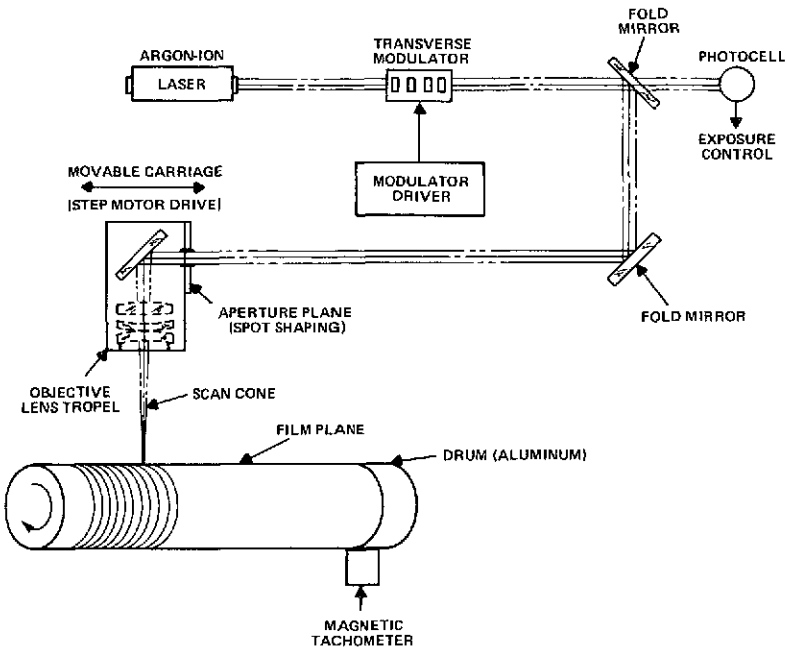 FOLD
MIRROR
ARGON-ION
LASER
TRANSVERSE
MODULATOR
PHOTOCELL
EXPOSURE
CONTROL
MODULATOR
DRIVER
MOVABLE CARRIAGE
(STEP MOTOR DRIVE)
APERTURE PLANE
(SPOT SHAPING)
FOLD MIRROR
OBJECTIVE
LENS TROPEL
SCAN CONE
FILM PLANE
DRUM (ALUMINUM)
MAGNETIC
TACHOMETER